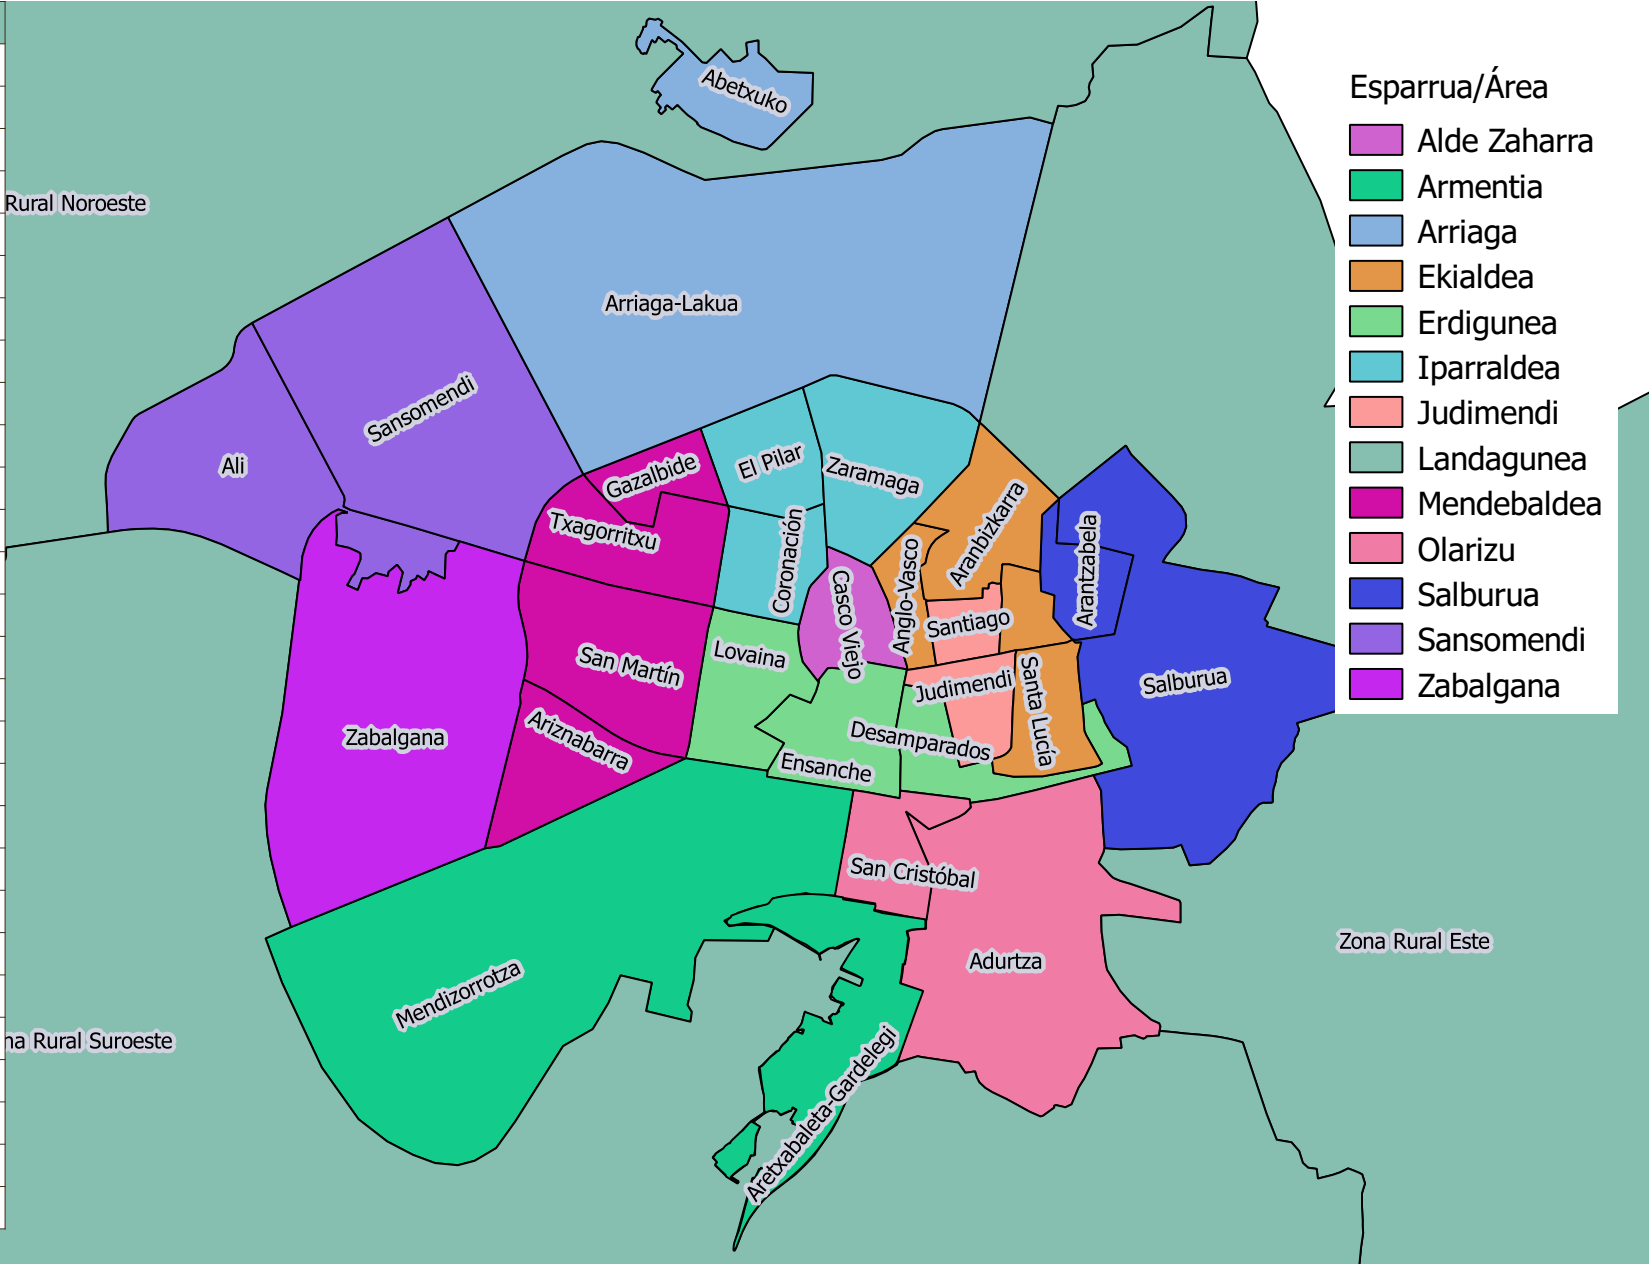 Abetxuko
Rural Noroeste
Arriaga-Lakua
Sansomendi
Ali
Gazalbide
El Pilar
Zaramaga
Txagorritxu
Coronación
Aranbizkarra
Arantzabela
Anglo-Vasco
Casco Viejo
Santiago
Lovaina
San Martín
Judimendi
Santa Lucía
Salburua
Zabalgana
Ariznabarra
Desamparados
Ensanche
San Cristóbal
Adurtza
Zona Rural Este
Mendizorrotza
na Rural Suroeste
Aretxabaleta-Gardelegi
Esparrua/Área
Alde Zaharra
Armentia
Arriaga
Ekialdea
Erdigunea
Iparraldea
Judimendi
Landagunea
Mendebaldea
Olarizu
Salburua
Sansomendi
Zabalgana